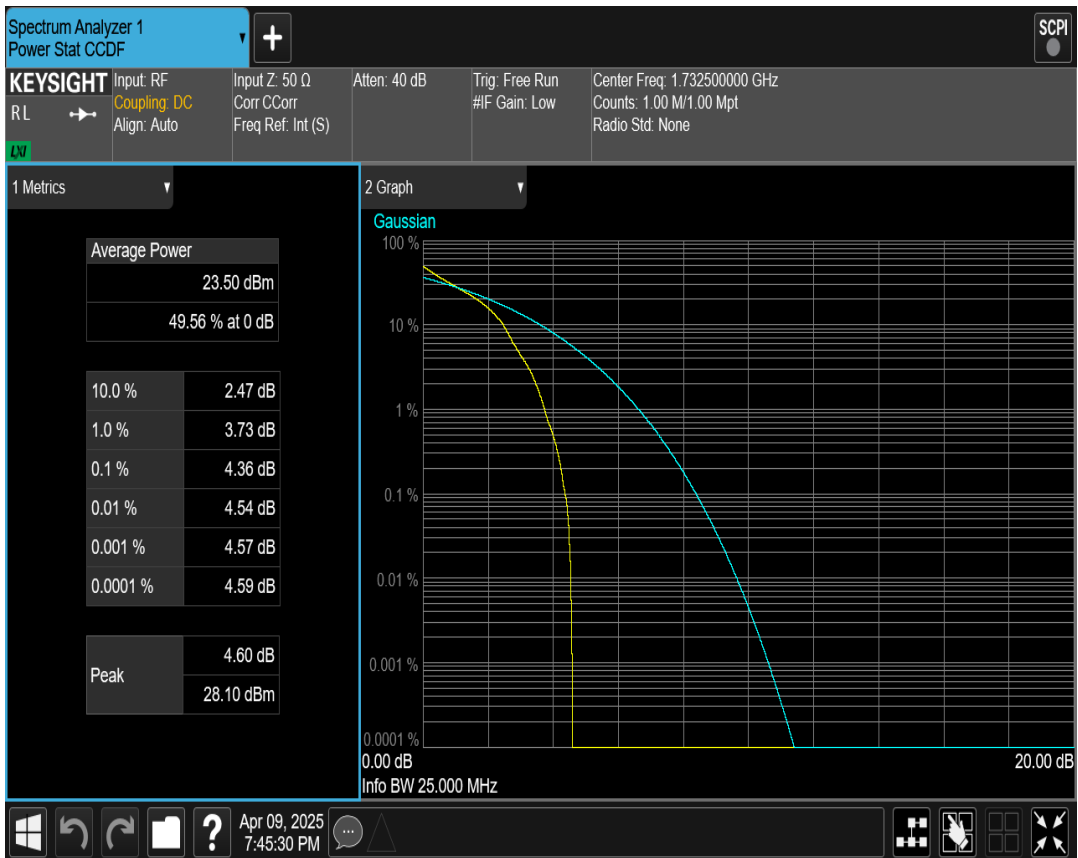 Spectrum Analyzer 1
Power Stat CCDF
+
SCPI
KEYSIGHT
RL
LXI
Input: RF
Coupling: DC
Align: Auto
Input Z: 50 Ω
Corr CCorr
Freq Ref: Int (S)
Atten: 40 dB
Trig: Free Run
#IF Gain: Low
Center Freq: 1.732500000 GHz
Counts: 1.00 M/1.00 Mpt
Radio Std: None
1 Metrics
Average Power
23.50 dBm
49.56 % at 0 dB
10.0 % 2.47 dB
1.0 % 3.73 dB
0.1 % 4.36 dB
0.01 % 4.54 dB
0.001 % 4.57 dB
0.0001 % 4.59 dB
Peak
4.60 dB
28.10 dBm
2 Graph
Gaussian
100 %
10 %
1 %
0.1 %
0.01 %
0.001 %
0.0001 %
0.00 dB 20.00 dB
Info BW 25.000 MHz
?
Apr 09, 2025
7:45:30 PM